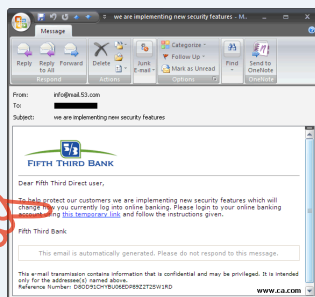 we are implementing new security features - M..
Message
Reply
Reply to All
Forward
Delete
Junk E-mail
Categorize
Follow Up
Mark as Unread
Find
Send to OneNote
Respond
Actions
Options
OneNote
From: info@mail.53.com
To:
Subject: we are implementing new security features
5/3
FIFTH THIRD BANK
Dear Fifth Third Direct user,
To help protect our customers we are implementing new security features which will
change how you currently log into online banking. Please login to your online banking
account using this temporary link and follow the instructions given.
Fifth Third Bank
This email is automatically generated. Please do not respond to this message.
This e-mail transmission contains information that is confidential and may be privileged. It is intended
only for the addressee(s) named above.
www.ca.com